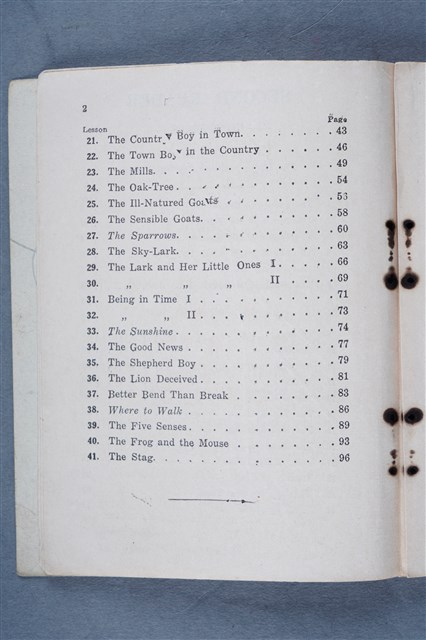 2
Lesson Page
21. The Country Boy in Town. . . . . . . . 43
22. The Town Boy in the Country . . . . . . 46
23. The Mills. . . . . . . . . . . . . . 49
24. The Oak-Tree . . . . . . . . . . . . 54
25. The Ill-Natured Goats . . . . . . . . . 56
26. The Sensible Goats. . . . . . . . . . . 58
27. The Sparrows. . . . . . . . . . . . . 60
28. The Sky-Lark. . . . . . . . . . . . . 63
29. The Lark and Her Little Ones I . . . . . 66
30. „ „ „ II . . . . . 69
31. Being in Time I . . . . . . . . . . . . 71
32. „ „ II . . . . . . . . . . . . 73
33. The Sunshine . . . . . . . . . . . . . 74
34. The Good News . . . . . . . . . . . . 77
35. The Shepherd Boy . . . . . . . . . . . 79
36. The Lion Deceived . . . . . . . . . . . 81
37. Better Bend Than Break . . . . . . . . 83
38. Where to Walk . . . . . . . . . . . . 86
39. The Five Senses . . . . . . . . . . . . 89
40. The Frog and the Mouse . . . . . . . . 93
41. The Stag. . . . . . . . . . . . . . . 96